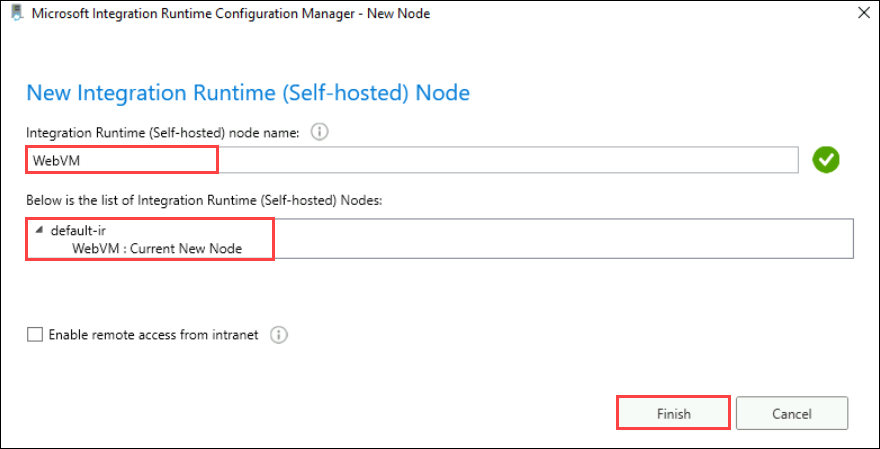 Microsoft Integration Runtime Configuration Manager - New Node
New Integration Runtime (Self-hosted) Node
Integration Runtime (Self-hosted) node name:
WebVM
Below is the list of Integration Runtime (Self-hosted) Nodes:
default-ir
WebVM : Current New Node
Enable remote access from intranet
Finish Cancel